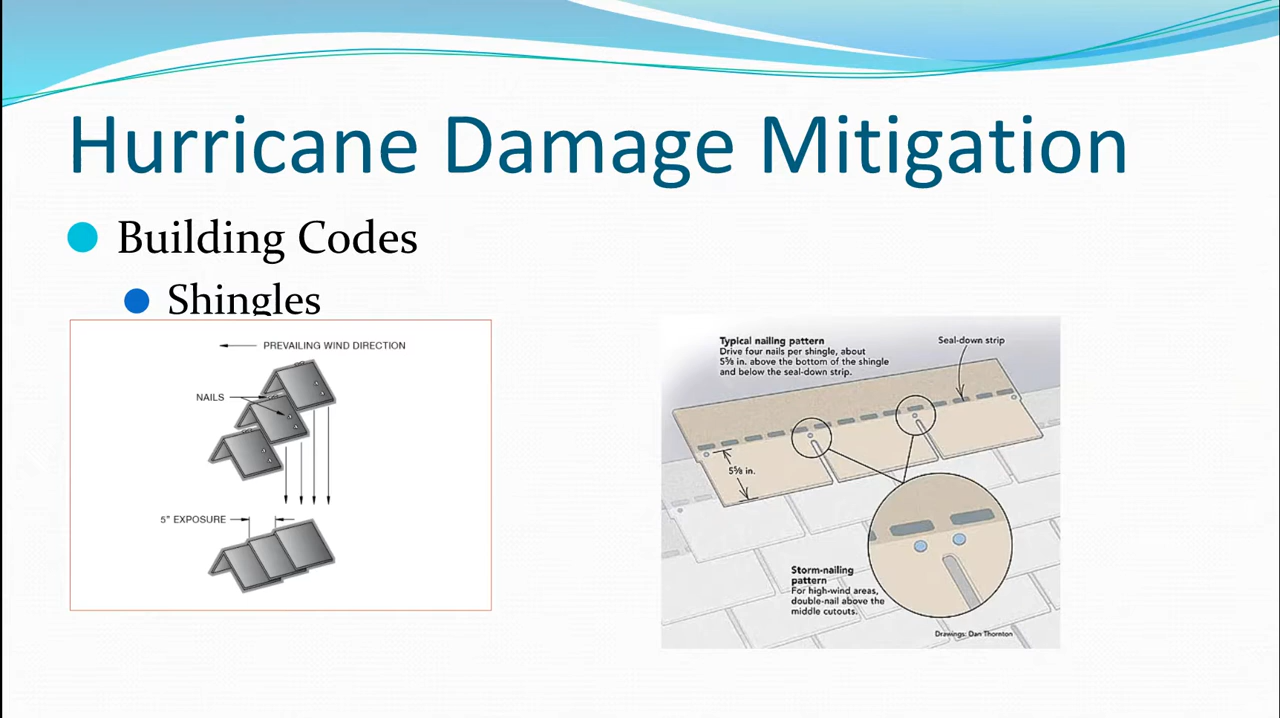 Hurricane Damage Mitigation
Building Codes
Shingles
PREVAILING WIND DIRECTION
NAILS
5" EXPOSURE
Typical nailing pattern
Drive four nails per shingle, about
5⅝ in. above the bottom of the shingle
and below the seal-down strip.
Seal-down strip
5⅝ in.
Storm-nailing
pattern
For high-wind areas,
double-nail above the
middle cutouts.
Drawings: Dan Thornton